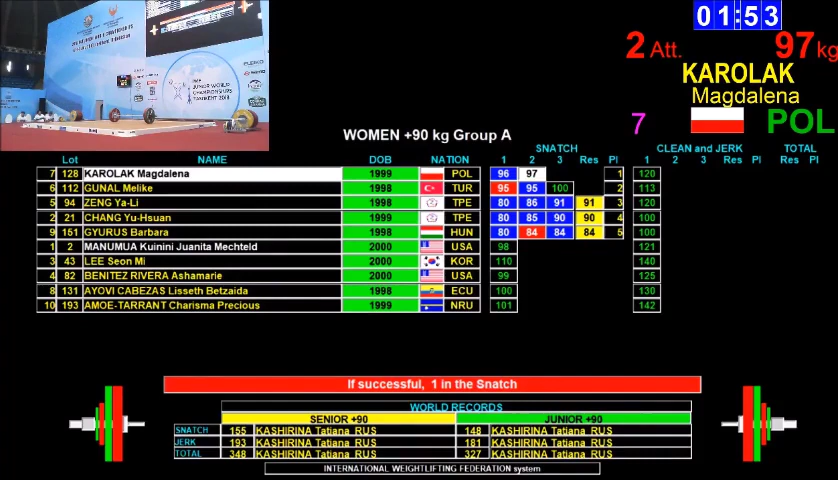 01:53
2 Att. 97kg
KAROLAK
Magdalena
7 POL
JUNIOR WORLD
CHAMPIONSHIPS
WOMEN +90 kg Group A
SNATCH CLEAN and JERK TOTAL
Lot NAME DOB NATION 1 2 3 Res Pl 1 2 3 Res Pl Res Pl
7 128 KAROLAK Magdalena 1999 POL 96 97 1 120
6 112 GUNAL Melike 1998 TUR 95 95 100 2 113
5 94 ZENG Ya-Li 1998 TPE 80 86 91 91 3 100
2 21 CHANG Yu-Hsuan 1999 TPE 80 85 90 90 4 100
9 151 GYURUS Barbara 1998 HUN 80 84 84 84 5 100
1 2 MANUMUA Kuinini Juanita Mechteld 2000 USA 98 121
3 43 LEE Seon Mi 2000 KOR 110 140
4 82 BENITEZ RIVERA Ashamarie 2000 USA 99 125
8 131 AYOVI CABEZAS Lisseth Betzaida 1998 ECU 100 130
10 193 AMOE-TARRANT Charisma Precious 1999 NRU 101 142
If successful, 1 in the Snatch
WORLD RECORDS
SENIOR +90 JUNIOR +90
SNATCH 155 KASHIRINA Tatiana RUS 148 KASHIRINA Tatiana RUS
JERK 193 KASHIRINA Tatiana RUS 181 KASHIRINA Tatiana RUS
TOTAL 348 KASHIRINA Tatiana RUS 327 KASHIRINA Tatiana RUS
INTERNATIONAL WEIGHTLIFTING FEDERATION system